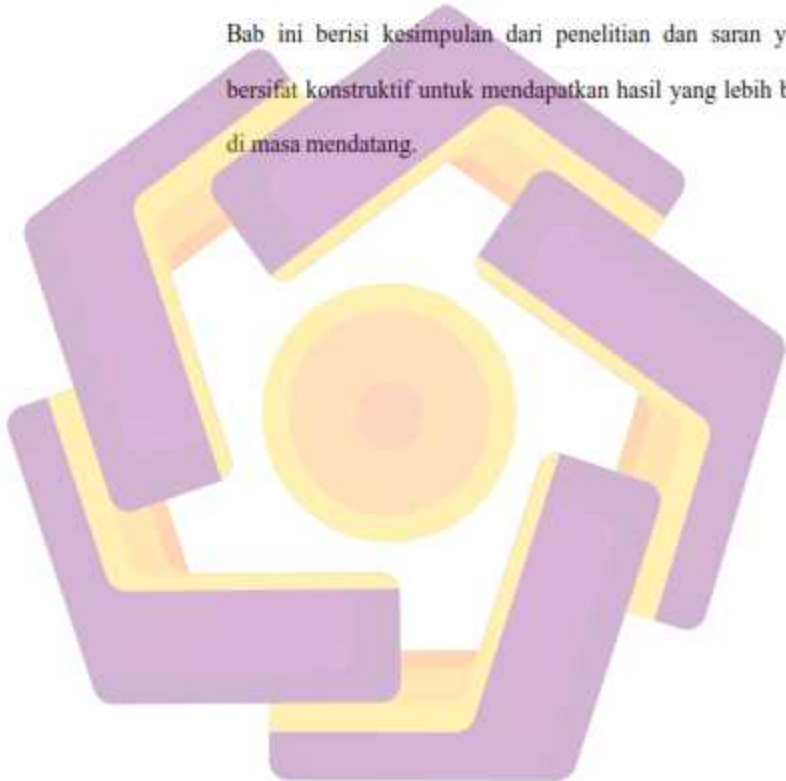 Bab ini berisi kesimpulan dari penelitian dan saran y
bersifat konstruktif untuk mendapatkan hasil yang lebih b
di masa mendatang.